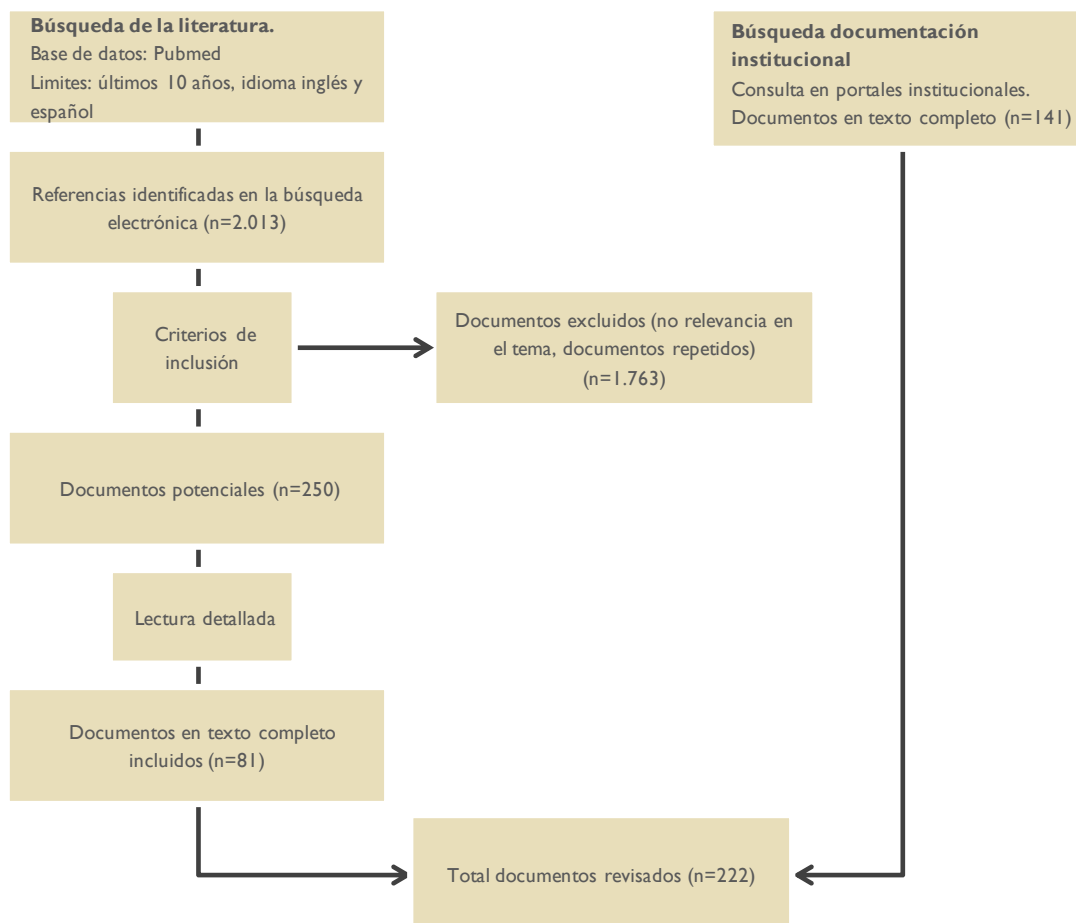 Búsqueda de la literatura.
Base de datos: Pubmed
Limites: últimos 10 años, idioma inglés y
español
Búsqueda documentación
institucional
Consulta en portales institucionales.
Documentos en texto completo (n=141)
Referencias identificadas en la búsqueda
electrónica (n=2.013)
Criterios de
inclusión
Documentos excluidos (no relevancia en
el tema, documentos repetidos)
(n=1.763)
Documentos potenciales (n=250)
Lectura detallada
Documentos en texto completo
incluidos (n=81)
Total documentos revisados (n=222)